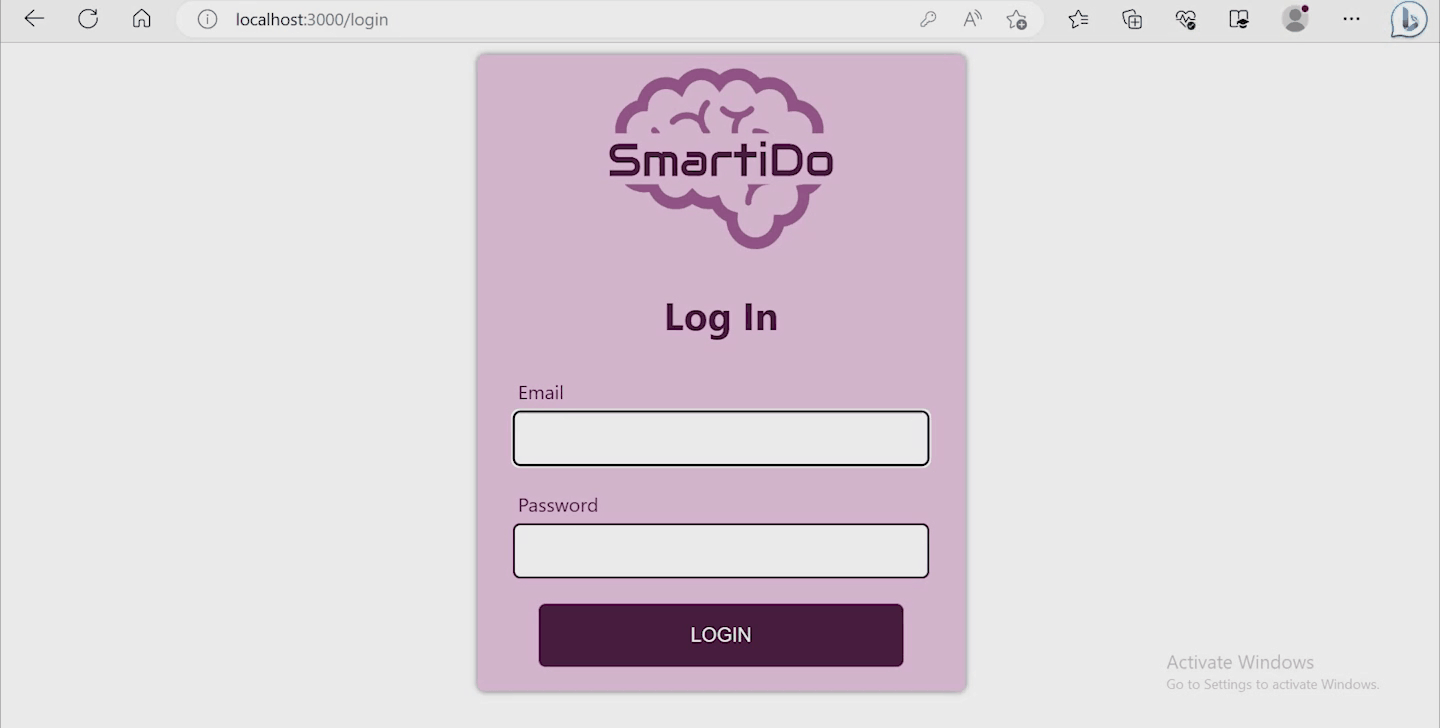 localhost:3000/login
SmartiDo
Log In
Email
Password
LOGIN
Activate Windows
Go to Settings to activate Windows.